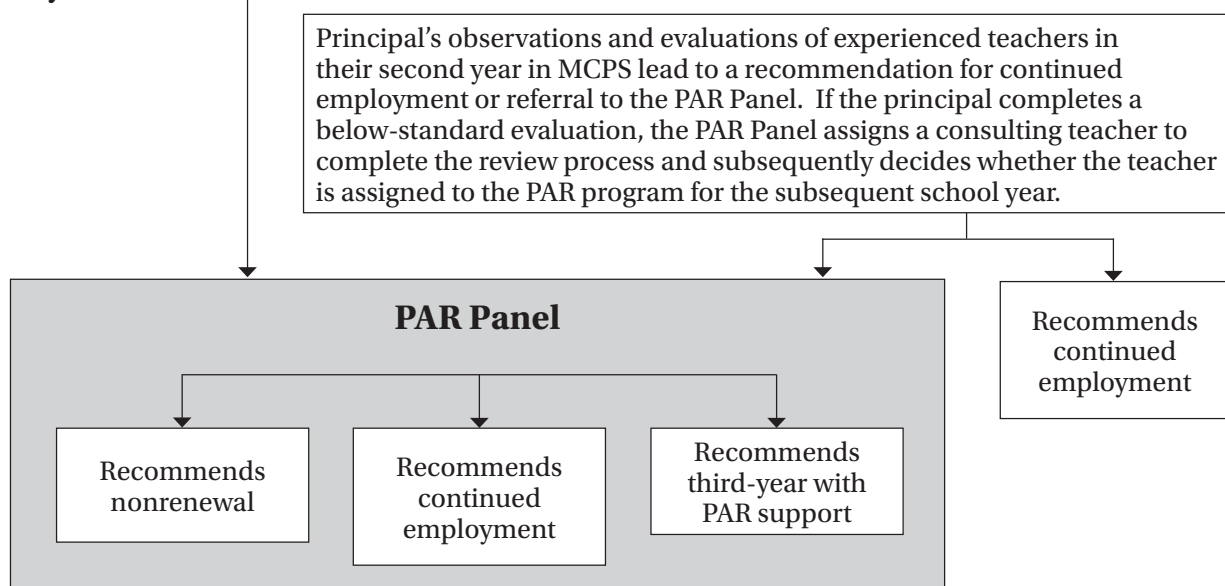 Principal’s observations and evaluations of experienced teachers in
their second year in MCPS lead to a recommendation for continued
employment or referral to the PAR Panel.  If the principal completes a
below-standard evaluation, the PAR Panel assigns a consulting teacher to
complete the review process and subsequently decides whether the teacher
is assigned to the PAR program for the subsequent school year.
PAR Panel
Recommends
continued
employment
Recommends
nonrenewal
Recommends
continued
employment
Recommends
third-year with
PAR support